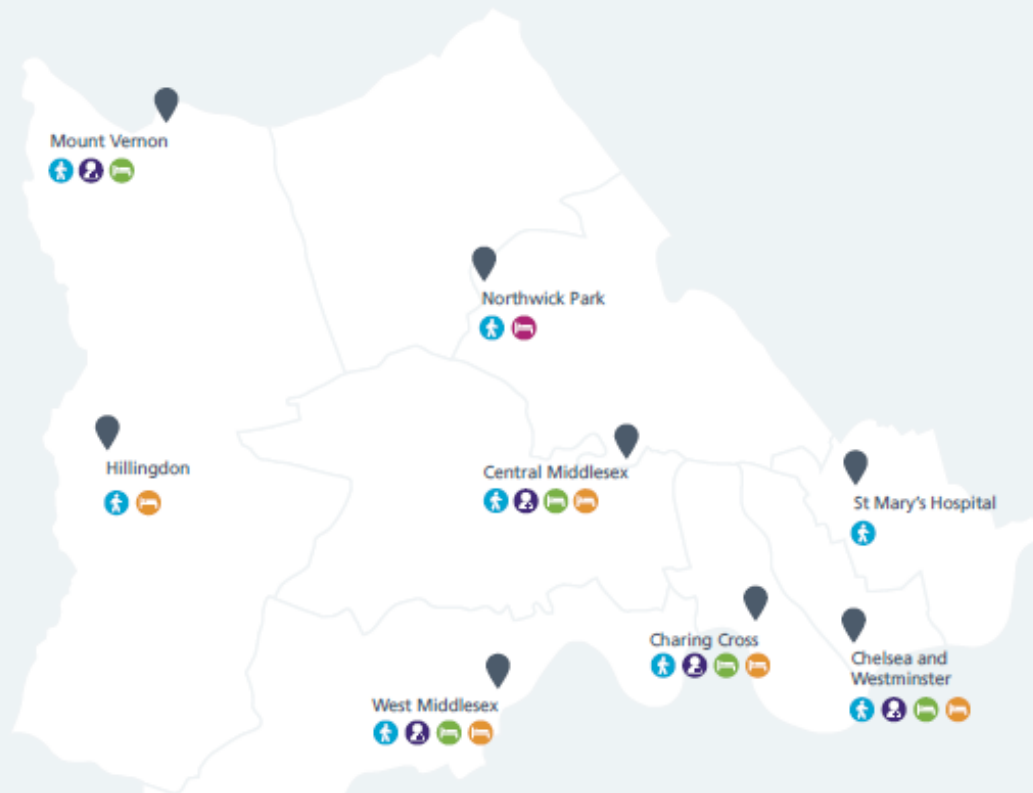 Mount Vernon
Northwick Park
Hillingdon
Central Middlesex
St Mary's Hospital
Charing Cross
Chelsea and
Westminster
West Middlesex